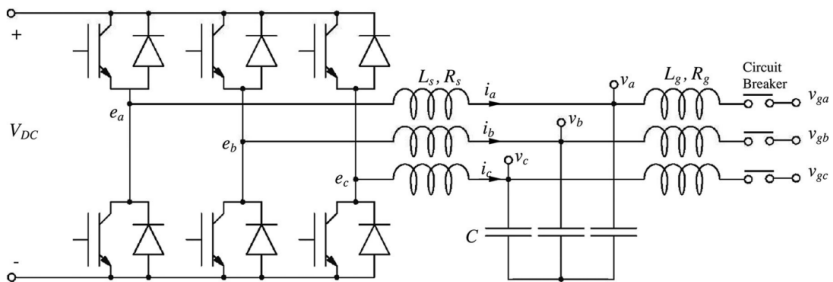 +
L_s, R_s
i_a
v_a
L_g, R_g
Circuit
Breaker
v_ga
e_a
V_DC
i_b
v_b
v_gb
e_b
i_c
v_c
v_gc
e_c
C
-